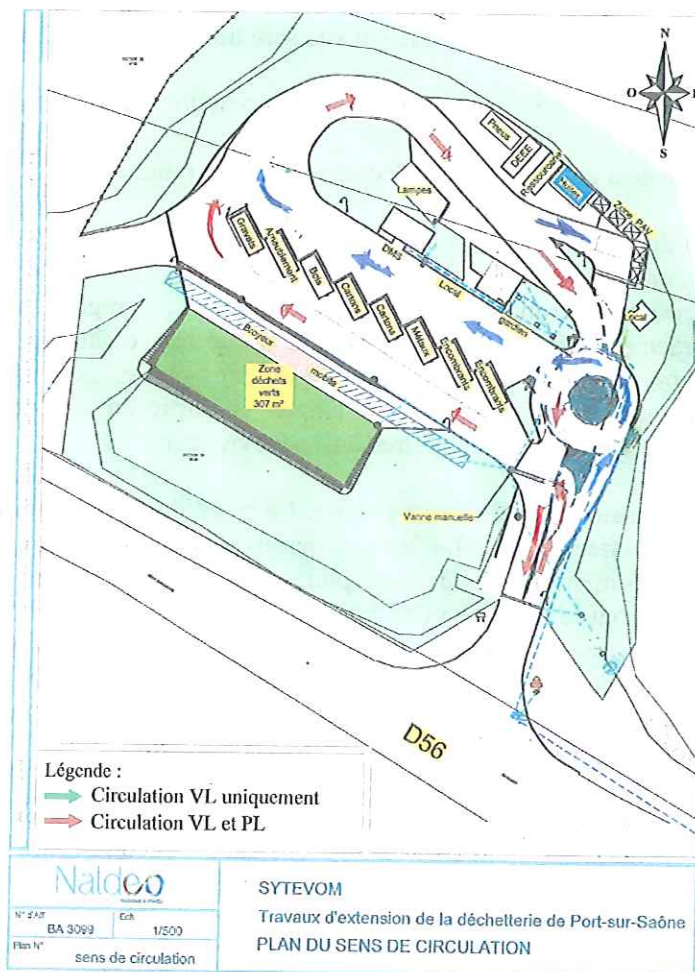 N
O
E
S
Pneus
DEEE
Ressourcerie
Huiles
Zone PAV
Lampes
Gravats
Ameublement
Bois
Cartons
Cartons
Métaux
Encombrants
Encombrants
DMS
Local
gardien
Local
Broyeur
mobile
Zone
déchets
verts
307 m²
Vanne manuelle
D56
Légende :
Circulation VL uniquement
Circulation VL et PL
Naldeo
N° d'Aff
BA 3099
Ech
1/500
Plan N°
sens de circulation
SYTEVOM
Travaux d'extension de la déchetterie de Port-sur-Saône
PLAN DU SENS DE CIRCULATION